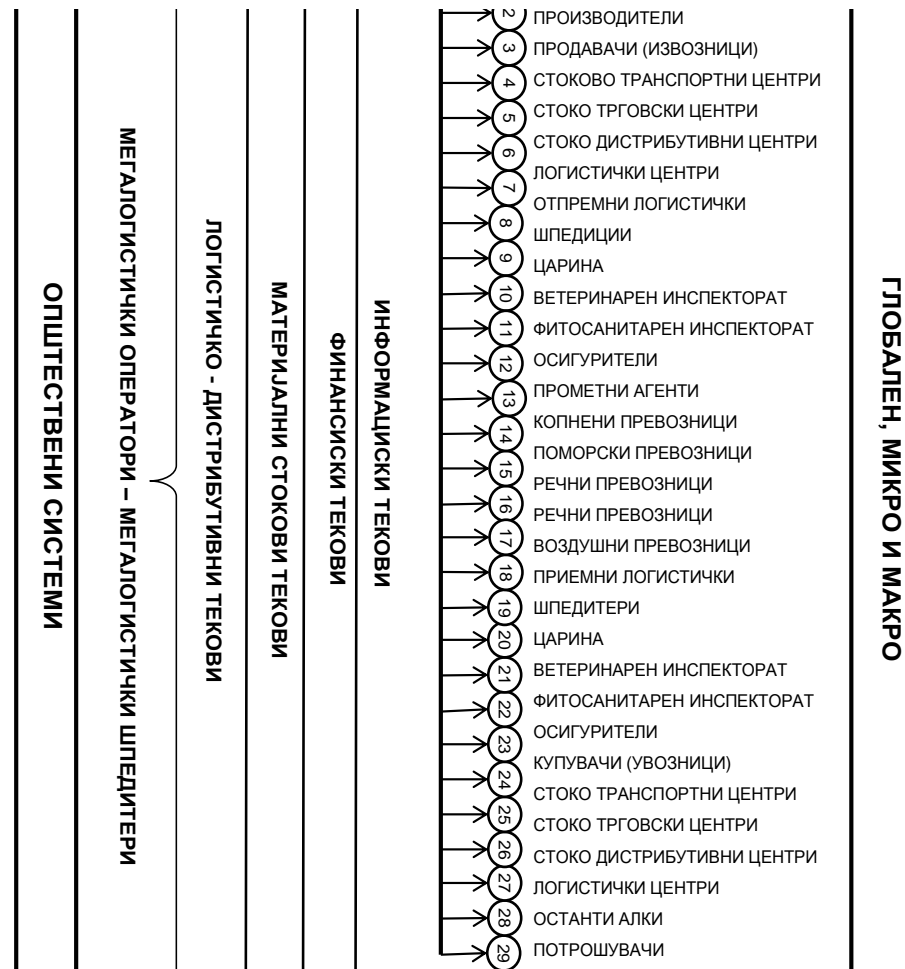 ОПШТЕСТВЕНИ СИСТЕМИ
МЕГАЛОГИСТИЧКИ ОПЕРАТОРИ – МЕГАЛОГИСТИЧКИ ШПЕДИТЕРИ
ЛОГИСТИЧКО - ДИСТРИБУТИВНИ ТЕКОВИ
МАТЕРИЈАЛНИ СТОКОВИ ТЕКОВИ
ФИНАНСИСКИ ТЕКОВИ
ИНФОРМАЦИСКИ ТЕКОВИ
2 ПРОИЗВОДИТЕЛИ
3 ПРОДАВАЧИ (ИЗВОЗНИЦИ)
4 СТОКОВО ТРАНСПОРТНИ ЦЕНТРИ
5 СТОКО ТРГОВСКИ ЦЕНТРИ
6 СТОКО ДИСТРИБУТИВНИ ЦЕНТРИ
7 ЛОГИСТИЧКИ ЦЕНТРИ
8 ОТПРЕМНИ ЛОГИСТИЧКИ
ШПЕДИЦИИ
9 ЦАРИНА
10 ВЕТЕРИНАРЕН ИНСПЕКТОРАТ
11 ФИТОСАНИТАРЕН ИНСПЕКТОРАТ
12 ОСИГУРИТЕЛИ
13 ПРОМЕТНИ АГЕНТИ
14 КОПНЕНИ ПРЕВОЗНИЦИ
15 ПОМОРСКИ ПРЕВОЗНИЦИ
16 РЕЧНИ ПРЕВОЗНИЦИ
РЕЧНИ ПРЕВОЗНИЦИ
17 ВОЗДУШНИ ПРЕВОЗНИЦИ
18 ПРИЕМНИ ЛОГИСТИЧКИ
19 ШПЕДИТЕРИ
20 ЦАРИНА
21 ВЕТЕРИНАРЕН ИНСПЕКТОРАТ
22 ФИТОСАНИТАРЕН ИНСПЕКТОРАТ
23 ОСИГУРИТЕЛИ
24 КУПУВАЧИ (УВОЗНИЦИ)
СТОКО ТРАНСПОРТНИ ЦЕНТРИ
25 СТОКО ТРГОВСКИ ЦЕНТРИ
26 СТОКО ДИСТРИБУТИВНИ ЦЕНТРИ
27 ЛОГИСТИЧКИ ЦЕНТРИ
28 ОСТАНТИ АЛКИ
29 ПОТРОШУВАЧИ
ГЛОБАЛЕН, МИКРО И МАКРО